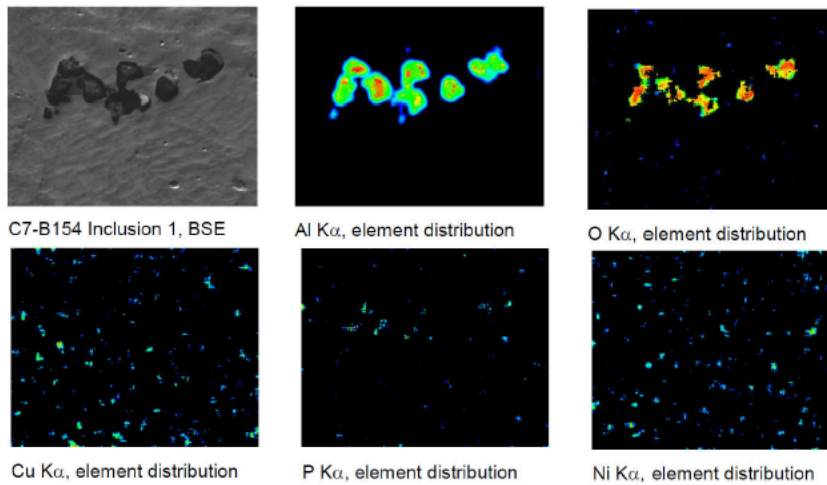 C7-B154 Inclusion 1, BSE
Al Kα, element distribution
O Kα, element distribution
Cu Kα, element distribution
P Kα, element distribution
Ni Kα, element distribution